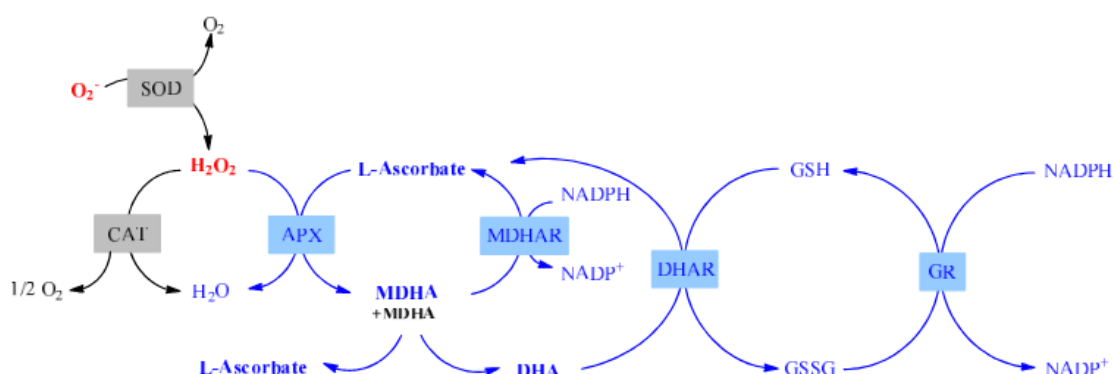 O₂
O₂⁻
SOD
H₂O₂
L-Ascorbate
GSH
NADPH
NADPH
CAT
APX
MDHAR
DHAR
GR
NADP⁺
1/2 O₂
H₂O
MDHA
+MDHA
L-Ascorbate
DHA
GSSG
NADP⁺